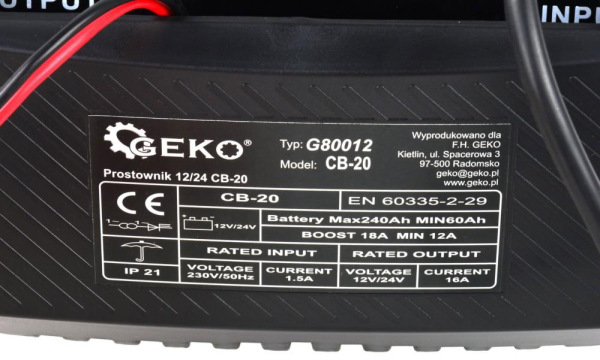 OUTPUT
INP
GEKO®
Typ: G80012
Model: CB-20
Wyprodukowano dla
F.H. GEKO
Kietlin, ul. Spacerowa 3
97-500 Radomsko
geko@geko.pl
www.geko.pl
Prostownik 12/24 CB-20
CE
CB-20
EN 60335-2-29
12V/24V
Battery Max240Ah MIN60Ah
BOOST 18A MIN 12A
RATED INPUT
RATED OUTPUT
IP 21
VOLTAGE
230V/50Hz
CURRENT
1.5A
VOLTAGE
12V/24V
CURRENT
16A